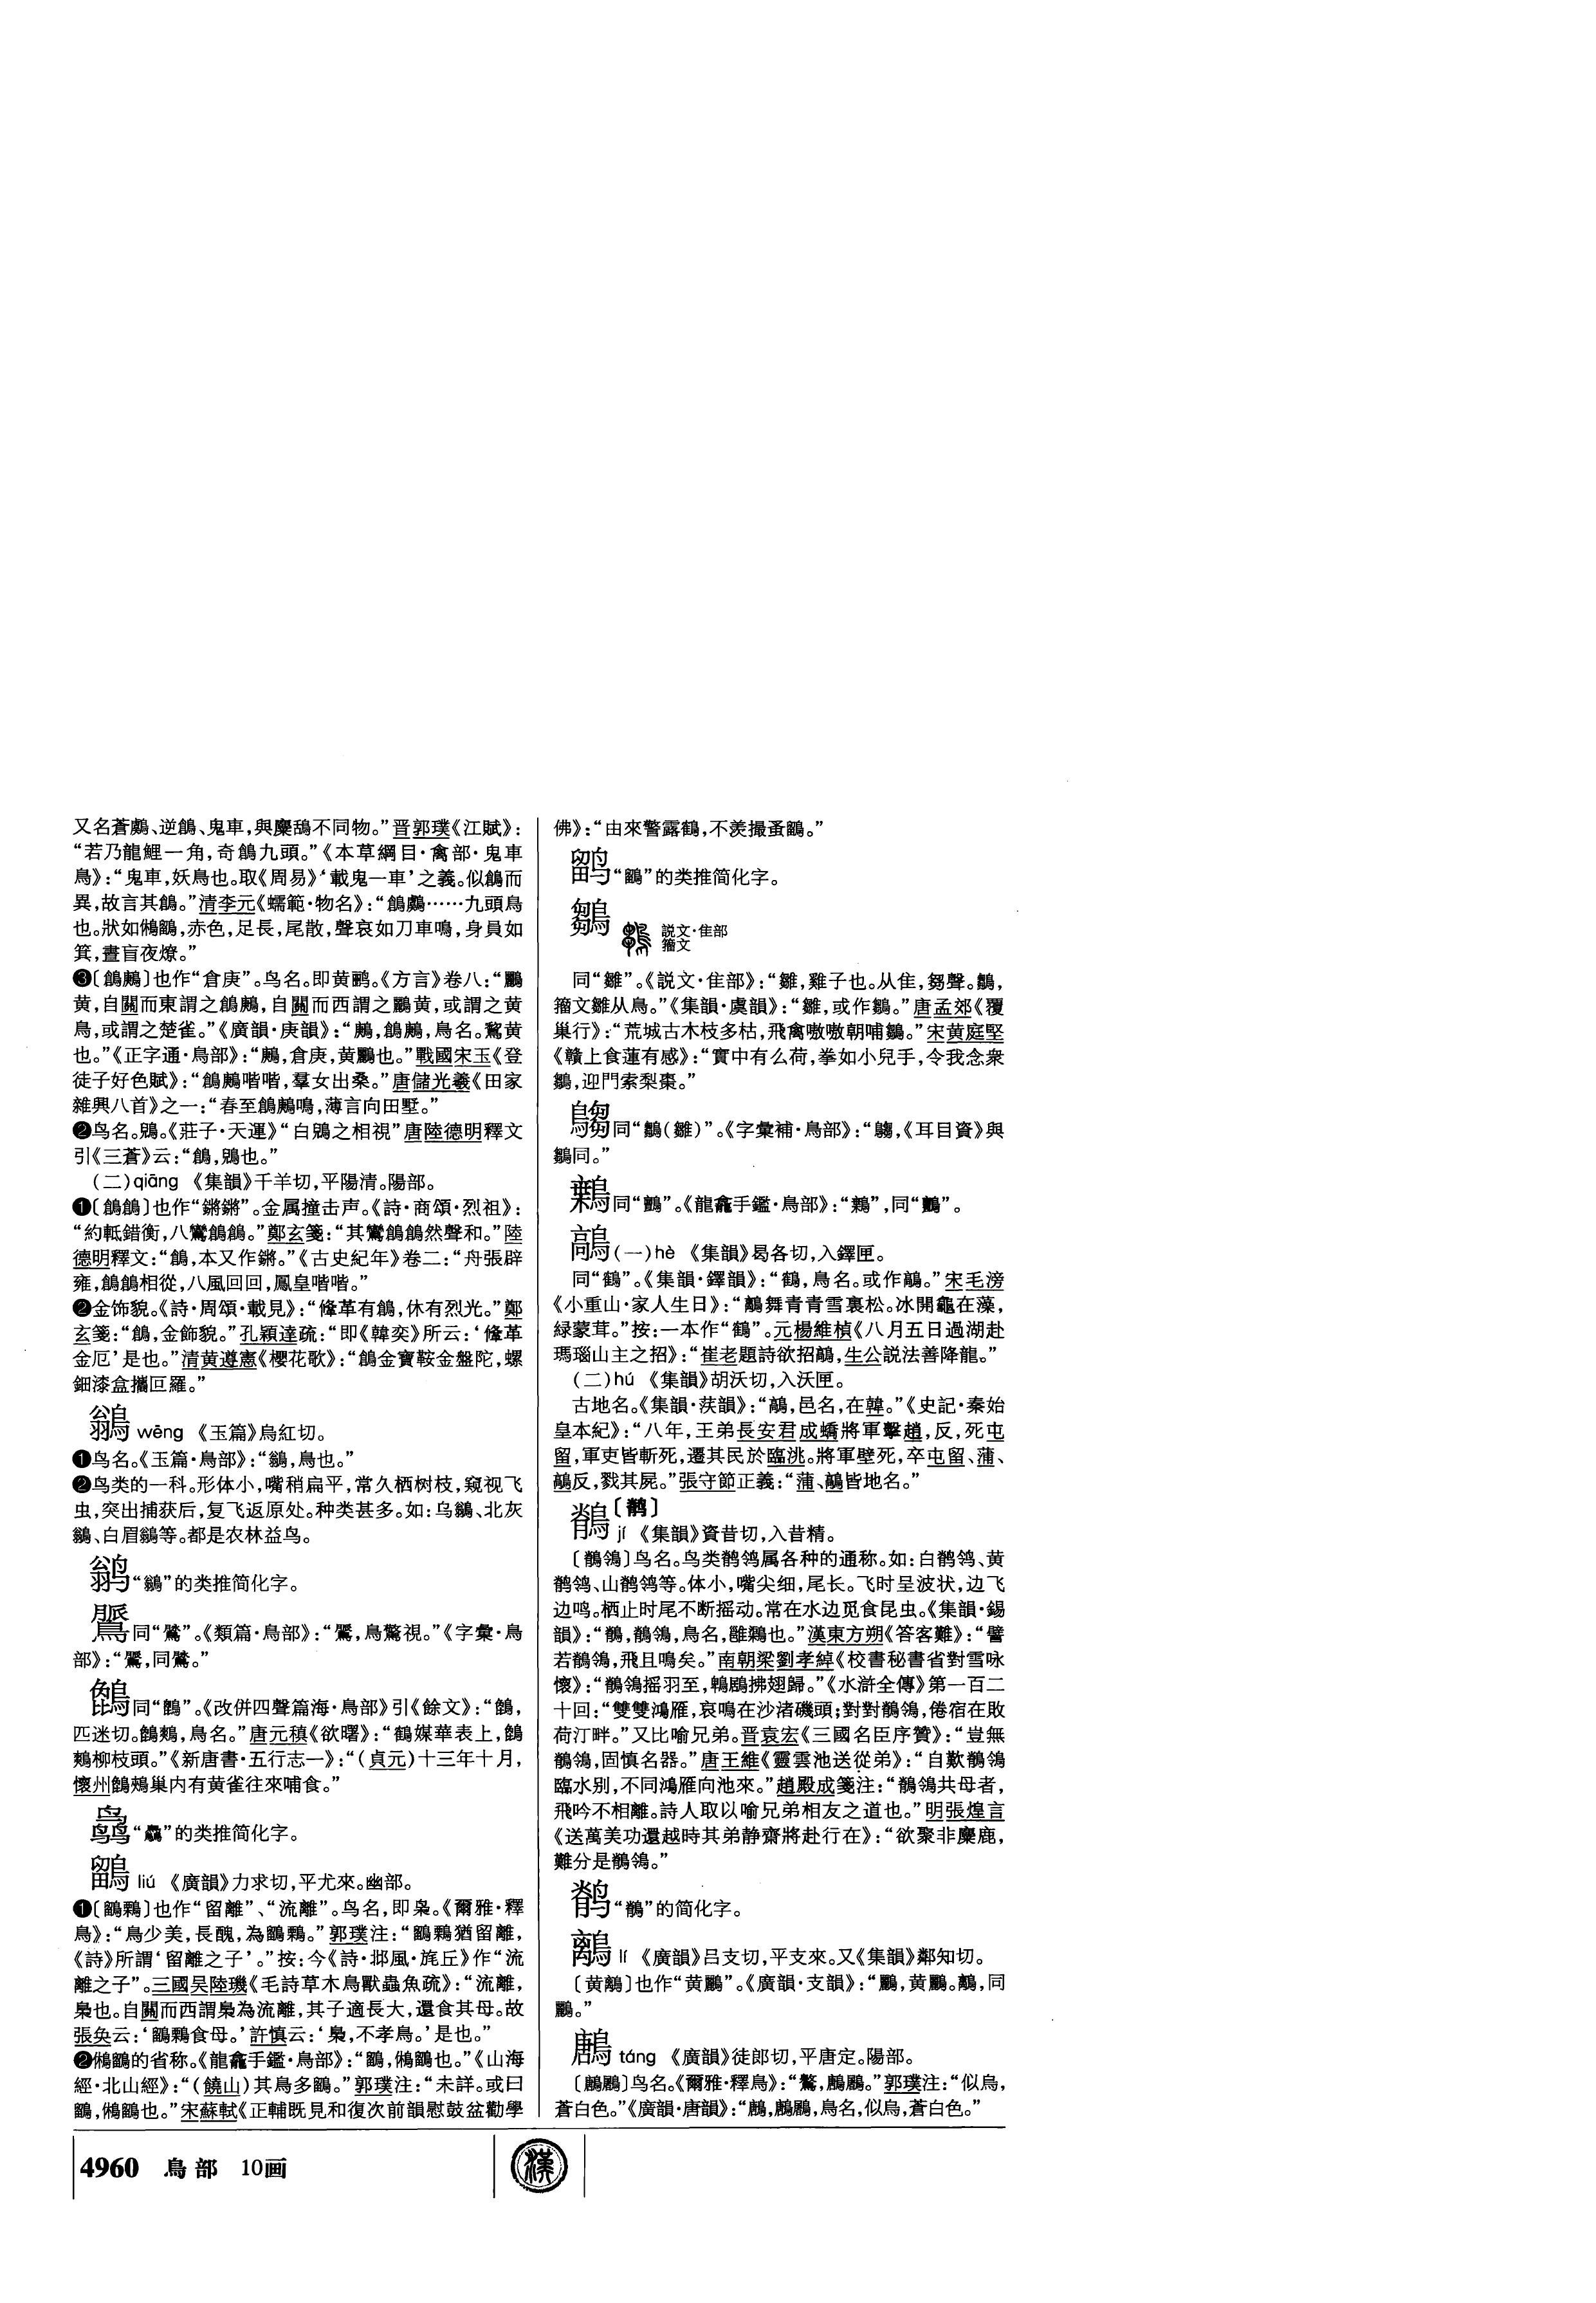 又名蒼鸆、逆鶬、鬼車，與麋鴰不同物。”晋郭璞《江賦》：
“若乃龍鯉一角，奇鶬九頭。”《本草綱目·禽部·鬼車
鳥》：“鬼車，妖鳥也。取《周易》‘載鬼一車’之義。似鶬而
異，故言其鶬。”清李元《蠕範·物名》：“鶬鸆……九頭鳥
也。狀如鵂鶹，赤色，足長，尾散，聲哀如刀車鳴，身員如
箕，晝盲夜燎。”
❸〔鶬鶊〕也作“倉庚”。鸟名。即黄鹂。《方言》卷八：“鸝
黄，自關而東謂之鶬鶊，自關而西謂之鸝黄，或謂之黄
鳥，或謂之楚雀。”《廣韻·庚韻》：“鶊，鶬鶊，鳥名。鵹黄
也。”《正字通·鳥部》：“鶊，倉庚，黄鸝也。”戰國宋玉《登
徒子好色賦》：“鶬鶊喈喈，羣女出桑。”唐儲光羲《田家
雜興八首》之一：“春至鶬鶊鳴，薄言向田墅。”
❷鸟名。鶂。《莊子·天運》“白鶂之相視”唐陸德明釋文
引《三蒼》云：“鶬，鶂也。”
（二）qiāng 《集韻》千羊切，平陽清。陽部。
❶〔鶬鶬〕也作“鏘鏘”。金属撞击声。《詩·商頌·烈祖》：
“約軝錯衡，八鸞鶬鶬。”鄭玄箋：“其鸞鶬鶬然聲和。”陸
德明釋文：“鶬，本又作鏘。”《古史紀年》卷二：“舟張辟
雍，鶬鶬相從，八風回回，鳳皇喈喈。”
❷金饰貌。《詩·周頌·載見》：“鞗革有鶬，休有烈光。”鄭
玄箋：“鶬，金飾貌。”孔穎達疏：“即《韓奕》所云：‘鞗革
金厄’是也。”清黄遵憲《櫻花歌》：“鶬金寶鞍金盤陀，螺
鈿漆盒攜叵羅。”
鶲 wēng 《玉篇》烏紅切。
❶鸟名。《玉篇·鳥部》：“鶲，鳥也。”
❷鸟类的一科。形体小，嘴稍扁平，常久栖树枝，窥视飞
虫，突出捕获后，复飞返原处。种类甚多。如：乌鶲、北灰
鶲、白眉鶲等。都是农林益鸟。
鹟“鶲”的类推简化字。
同“鷿”。《類篇·鳥部》：“，鳥驚視。”《字彙·鳥
部》：“，同。”
同“”。《改併四聲篇海·鳥部》引《餘文》：“，
匹迷切。鶙，鳥名。”唐元稹《欲曙》：“鶴媒華表上，
柳枝頭。”《新唐書·五行志一》：“（貞元）十三年十月，
懷州巢内有黄雀往來哺食。”
“鱻”的类推简化字。
鶹 liú 《廣韻》力求切，平尤來。幽部。
❶〔鶹鷅〕也作“留離”、“流離”。鸟名，即枭。《爾雅·釋
鳥》：“鳥少美，長醜，為鶹鷅。”郭璞注：“鶹鷅猶留離，
《詩》所謂‘留離之子’。”按：今《詩·邶風·旄丘》作“流
離之子”。三國吴陸璣《毛詩草木鳥獸蟲魚疏》：“流離，
梟也。自關而西謂梟為流離，其子適長大，還食其母。故
張奂云：‘鶹鷅食母。’許慎云：‘梟，不孝鳥。’是也。”
❷鵂鶹的省称。《龍龕手鑑·鳥部》：“鶹，鵂鶹也。”《山海
經·北山經》：“（饒山）其鳥多鶹。”郭璞注：“未詳。或曰
鶹，鵂鶹也。”宋蘇軾《正輔既見和復次前韻慰鼓盆勸學
佛》：“由來警露鶴，不羨撮蚤鶹。”
鹠“鶹”的类推简化字。
鶵
説文·隹部
籀文
同“雛”。《説文·隹部》：“雛，雞子也。从隹，芻聲。鶵，
籀文雛从鳥。”《集韻·虞韻》：“雛，或作鶵。”唐孟郊《覆
巢行》：“荒城古木枝多枯，飛禽嗷嗷朝哺鶵。”宋黄庭堅
《贛上食蓮有感》：“實中有么荷，拳如小兒手，令我念衆
鶵，迎門索梨棗。”
同“鶵（雛）”。《字彙補·鳥部》：“，《耳目資》與
鶵同。”
同“鸕”。《龍龕手鑑·鳥部》：“”，同“”。
鶮（一）hè 《集韻》曷各切，入鐸匣。
同“鶴”。《集韻·鐸韻》：“鶴，鳥名。或作鶮。”宋毛滂
《小重山·家人生日》：“鶮舞青青雪裏松。冰開龜在藻，
緑蒙茸。”按：一本作“鶴”。元楊維楨《八月五日過湖赴
瑪瑙山主之招》：“崔老題詩欲招鶮，生公説法善降龍。”
（二）hú 《集韻》胡沃切，入沃匣。
古地名。《集韻·䓤韻》：“鶮，邑名，在韓。”《史記·秦始
皇本紀》：“八年，王弟長安君成蟜將軍擊趙，反，死屯
留，軍吏皆斬死，遷其民於臨洮。將軍壁死，卒屯留、蒲、
鶮反，戮其屍。”張守節正義：“蒲、鶮皆地名。”
鶺〔鹡〕
jí 《集韻》資昔切，入昔精。
〔鶺鴒〕鸟名。鸟类鹡鸰属各种的通称。如：白鹡鸰、黄
鹡鸰、山鹡鸰等。体小，嘴尖细，尾长。飞时呈波状，边飞
边鸣。栖止时尾不断摇动。常在水边觅食昆虫。《集韻·錫
韻》：“鶺，鶺鴒，鳥名，雝鸈也。”漢東方朔《答客難》：“譬
若鶺鴒，飛且鳴矣。”南朝梁劉孝綽《校書秘書省對雪咏
懷》：“鶺鴒摇羽至，鶤鶋拂翅歸。”《水滸全傳》第一百二
十回：“雙雙鴻雁，哀鳴在沙渚磯頭；對對鶺鴒，倦宿在敗
荷汀畔。”又比喻兄弟。晋袁宏《三國名臣序贊》：“豈無
鶺鴒，固慎名器。”唐王維《靈雲池送從弟》：“自歎鶺鴒
臨水别，不同鴻雁向池來。”趙殿成箋注：“鶺鴒共母者，
飛吟不相離。詩人取以喻兄弟相友之道也。”明張煌言
《送萬美功還越時其弟静齋將赴行在》：“欲聚非麋鹿，
難分是鶺鴒。”
鹡“鶺”的简化字。
lí 《廣韻》吕支切，平支來。又《集韻》鄰知切。
〔黄〕也作“黄鸝”。《廣韻·支韻》：“鸝，黄鸝。，同
鸝。”
鶶 táng 《廣韻》徒郎切，平唐定。陽部。
〔鶶鷵〕鸟名。《爾雅·釋鳥》：“鷑，鶶鷵。”郭璞注：“似烏，
蒼白色。”《廣韻·唐韻》：“鶶，鶶鷵，鳥名，似烏，蒼白色。”
4960 鳥部 10画
漢